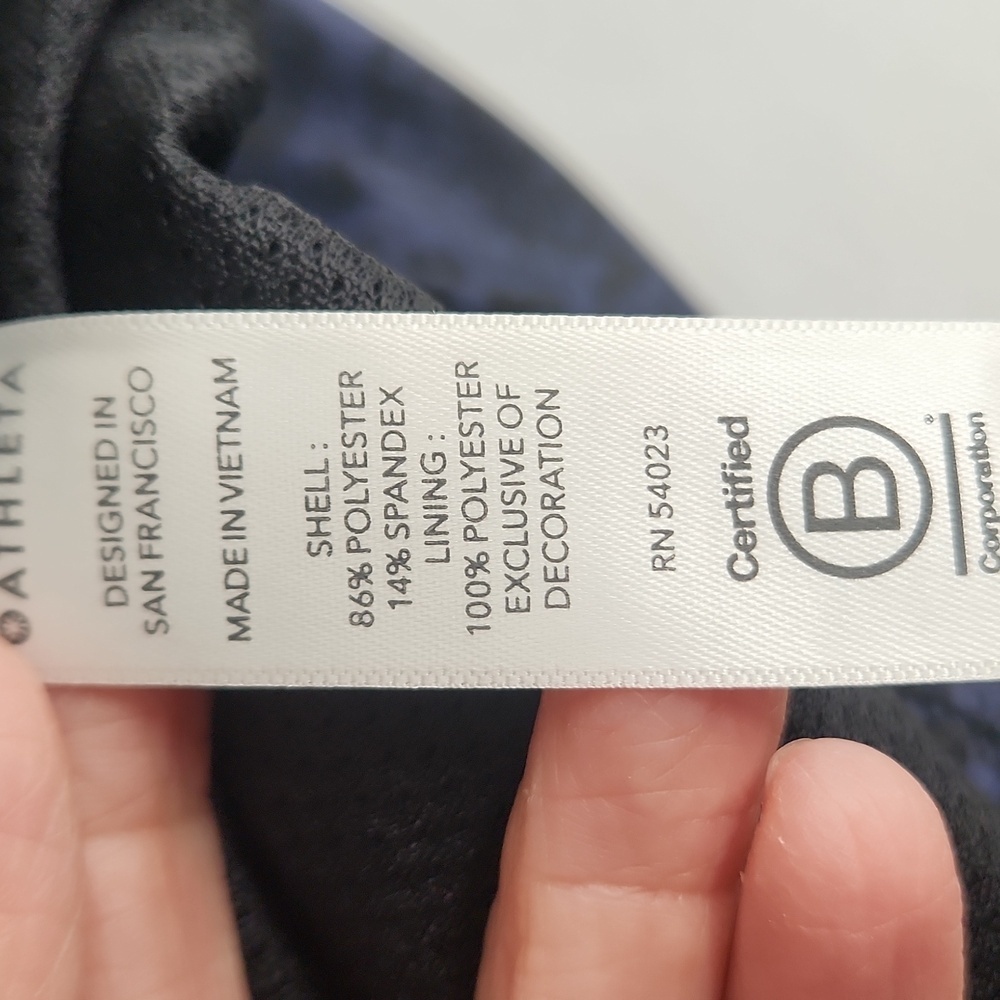 ATHLETA
DESIGNED IN
SAN FRANCISCO
MADE IN VIETNAM
SHELL:
86% POLYESTER
14% SPANDEX
LINING:
100% POLYESTER
EXCLUSIVE OF
DECORATION
RN 54023
Certified
B
®
Corporation